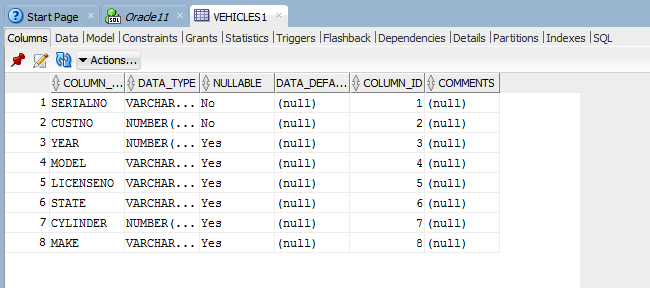 Start Page Oracle11 VEHICLES1
Columns Data Model Constraints Grants Statistics Triggers Flashback Dependencies Details Partitions Indexes SQL
Actions...
COLUMN_... DATA_TYPE NULLABLE DATA_DEFA... COLUMN_ID COMMENTS
1 SERIALNO VARCHAR... No (null) 1 (null)
2 CUSTNO NUMBER(... No (null) 2 (null)
3 YEAR NUMBER(... Yes (null) 3 (null)
4 MODEL VARCHAR... Yes (null) 4 (null)
5 LICENSENO VARCHAR... Yes (null) 5 (null)
6 STATE VARCHAR... Yes (null) 6 (null)
7 CYLINDER NUMBER(... Yes (null) 7 (null)
8 MAKE VARCHAR... Yes (null) 8 (null)